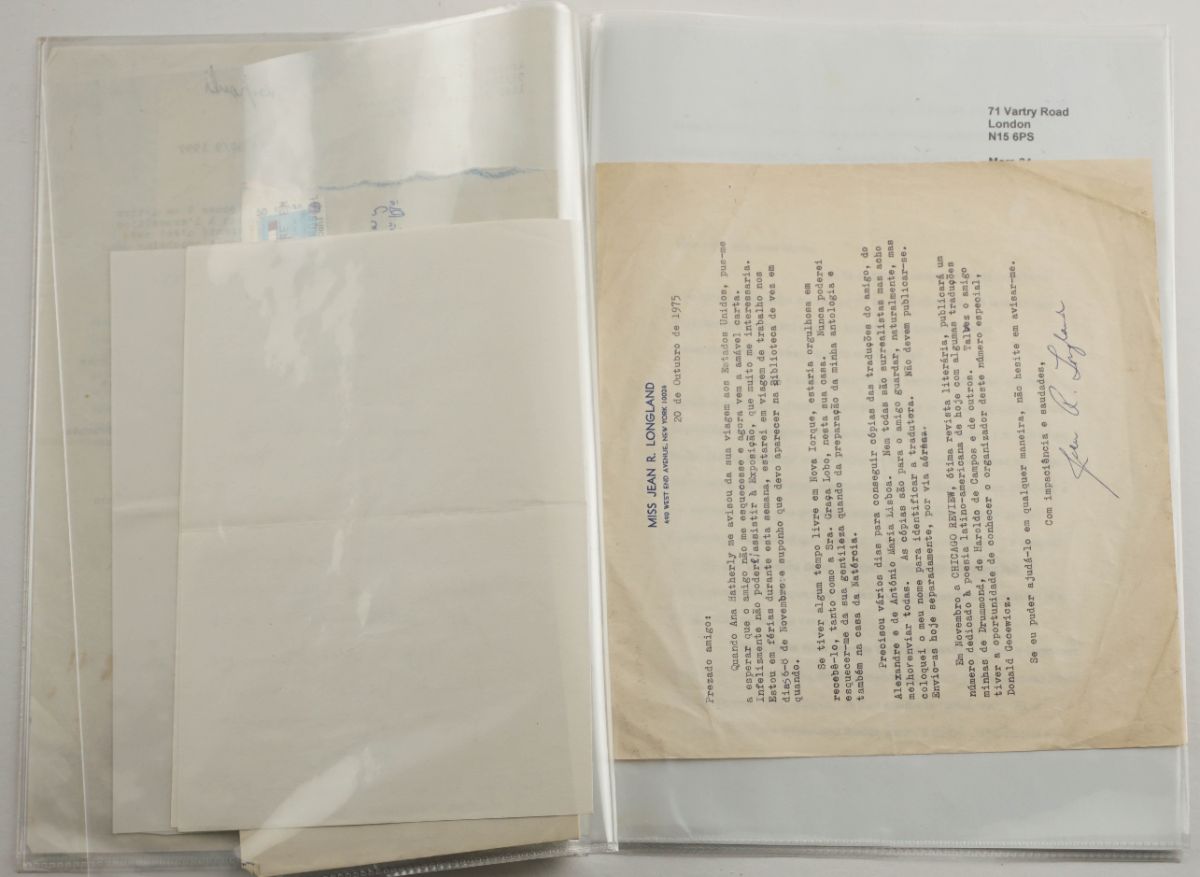 71 Vartry Road
London
N15 6PS
MISS JEAN R. LONGLAND
490 WEST END AVENUE, NEW YORK 10024
20 de Outubro de 1975
Prezado amigo:
Quando Ana Hatherly me avisou da sua viagem aos Estados Unidos, pus-me
a esperar que o amigo não me esquecesse e agora vem a amável carta.
Infelizmente não poderei assistir à Exposição, que muito me interessaria.
Estou em férias durante esta semana, estarei em viagem de trabalho nos
dias 6-8 de Novembro e suponho que devo aparecer na Biblioteca de vez em
quando.
Se tiver algum tempo livre em Nova Iorque, estaria orgulhosa em
recebê-lo, tanto como a Sra. Graça Lobo, nesta sua casa. Nunca poderei
esquecer-me da sua gentileza quando da preparação da minha antologia e
também na casa da Natércia.
Precisou vários dias para conseguir cópias das traduções do amigo, do
Alexandre e de António Maria Lisboa. Nem todas são surrealistas mas acho
melhor enviar todas. As cópias são para o amigo guardar, naturalmente, mas
coloquei o meu nome para identificar a tradutora. Não devem publicar-se.
Envio-as hoje separadamente, por via aérea.
Em Novembro a CHICAGO REVIEW, ótima revista literária, publicará um
número dedicado à poesia latino-americana de hoje com algumas traduções
minhas de Drummond, de Haroldo de Campos e de outros. Talvez o amigo
tiver a oportunidade de conhecer o organizador deste número especial,
Donald Gecewicz.
Se eu puder ajudá-lo em qualquer maneira, não hesite em avisar-me.
Com impaciência e saudades,
Jean R. Longland